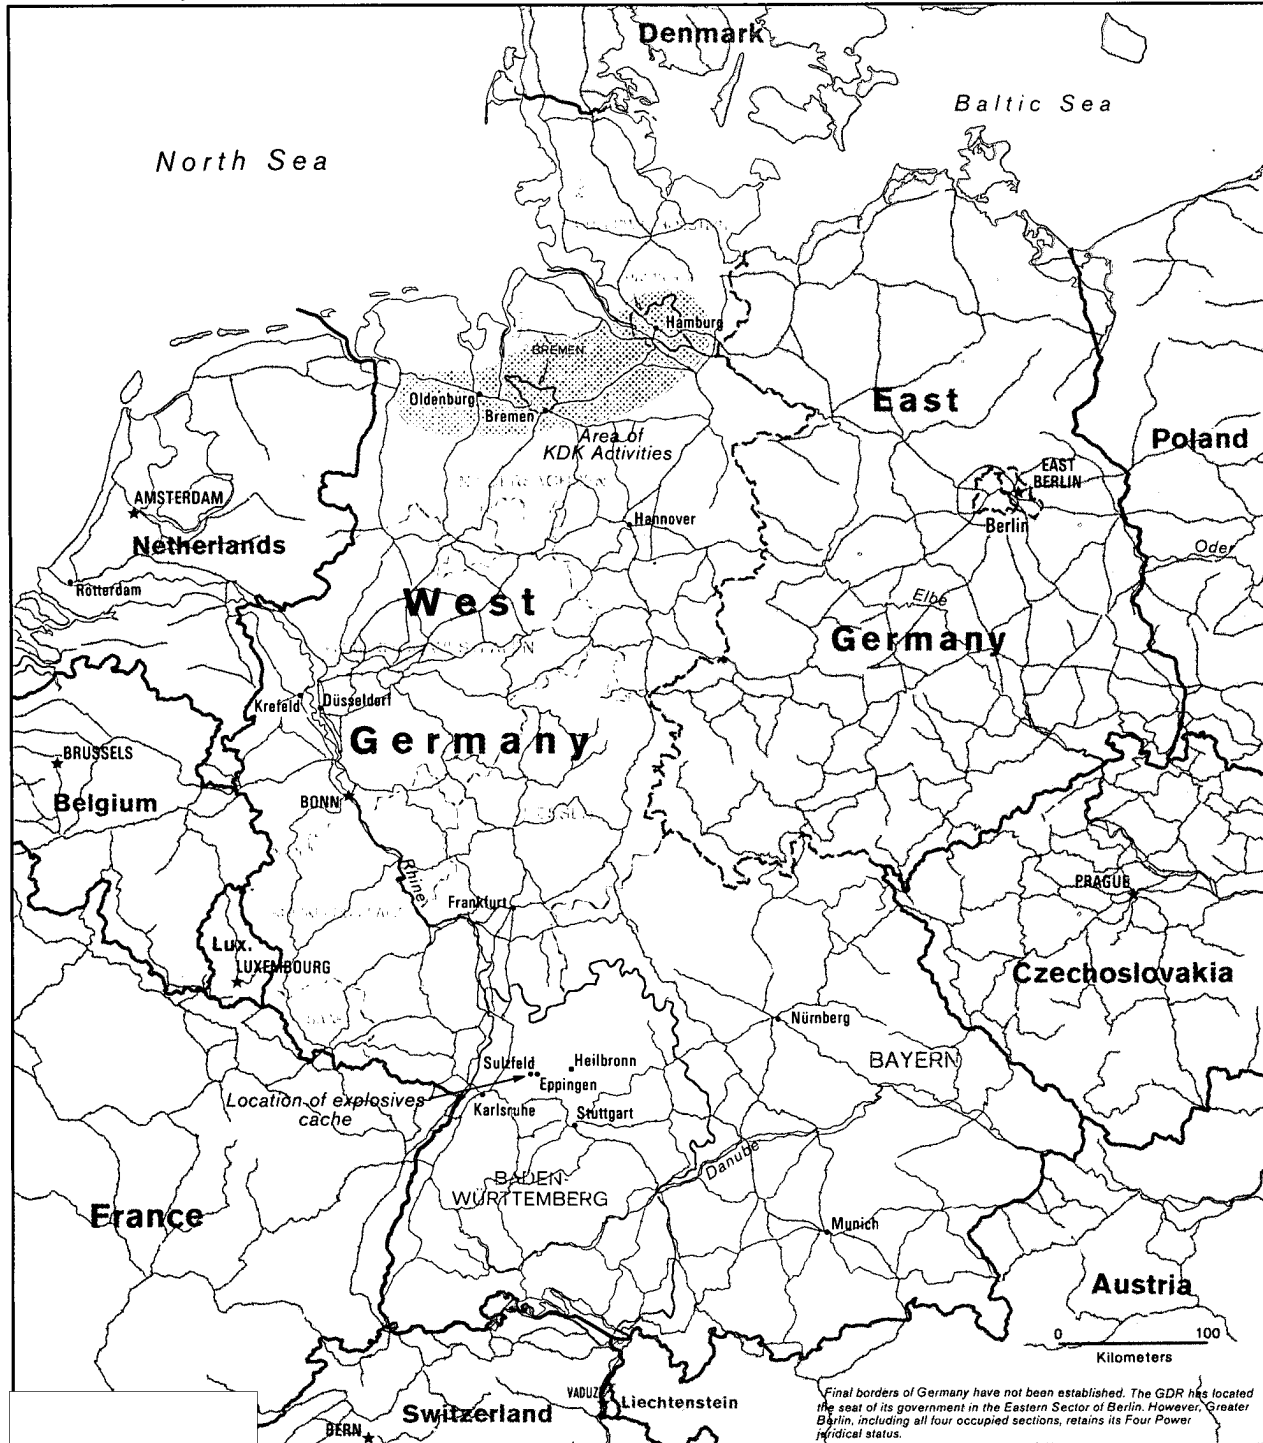 Denmark
Baltic Sea
North Sea
Hamburg
BREMEN
Oldenburg
Bremen
East
Area of
KDK Activities
Poland
EAST
BERLIN
AMSTERDAM
Hannover
Berlin
Netherlands
Oder
Rotterdam
West
Elbe
Germany
Krefeld
Düsseldorf
Germany
BRUSSELS
BONN
Belgium
Rhine
PRAGUE
Frankfurt
Lux.
LUXEMBOURG
Czechoslovakia
Nürnberg
Sulzfeld
Heilbronn
BAYERN
Eppingen
Location of explosives
cache
Karlsruhe
Stuttgart
Danube
BADEN-
WÜRTTEMBERG
France
Munich
Austria
0 100
Kilometers
VADUZ
Liechtenstein
Switzerland
BERN
Final borders of Germany have not been established. The GDR has located
the seat of its government in the Eastern Sector of Berlin. However, Greater
Berlin, including all four occupied sections, retains its Four Power
juridical status.